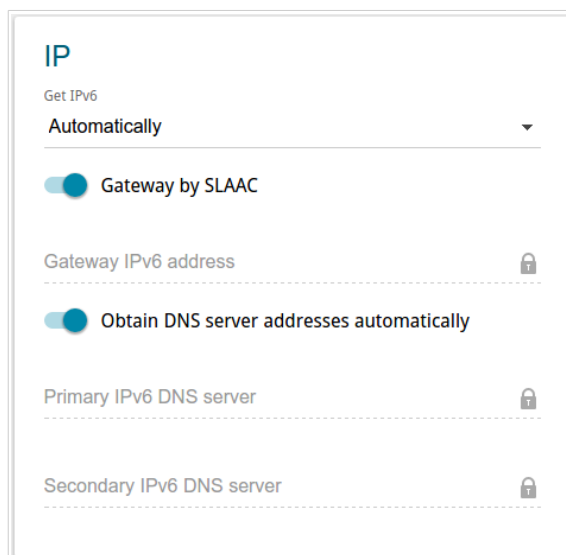 IP
Get IPv6
Automatically
Gateway by SLAAC
Gateway IPv6 address
Obtain DNS server addresses automatically
Primary IPv6 DNS server
Secondary IPv6 DNS server